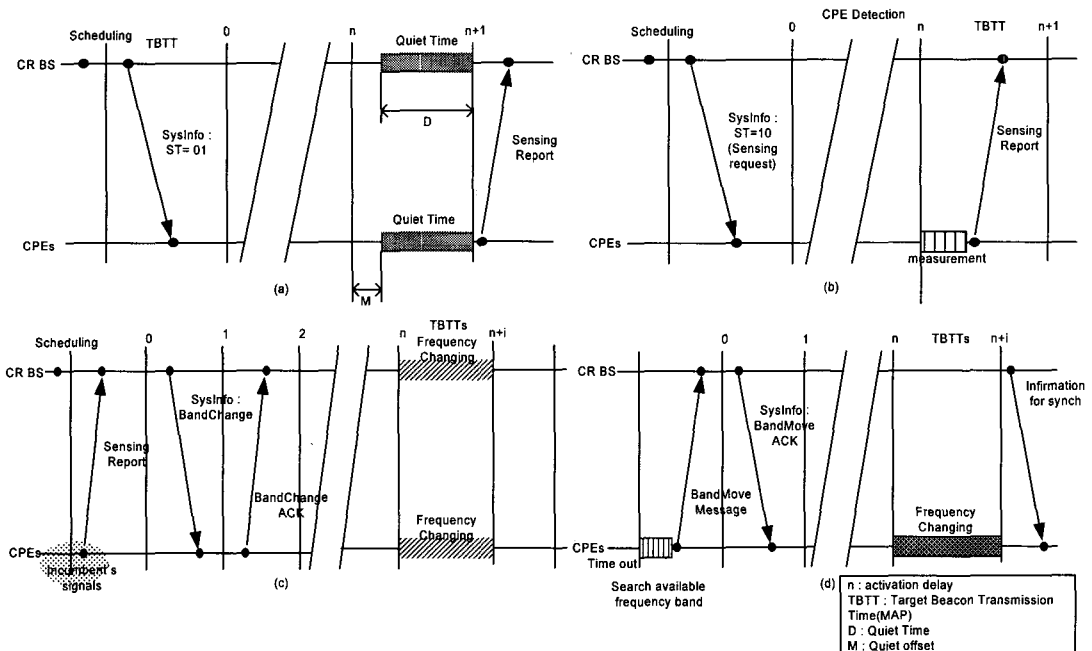 Scheduling
TBTT
0
n
n+1
Quiet Time
CR BS
D
SysInfo :
ST= 01
Sensing
Report
Quiet Time
CPEs
M
(a)
CPE Detection
Scheduling
0
n
TBTT
n+1
CR BS
SysInfo :
ST=10
(Sensing
request)
Sensing
Report
CPEs
measurement
(b)
Scheduling
0
1
2
n
TBTTs
n+i
Frequency
Changing
CR BS
SysInfo :
BandChange
Sensing
Report
BandChange
ACK
Frequency
Changing
CPEs
Incumbent's
signals
(c)
0
1
n
TBTTs
n+i
CR BS
SysInfo :
BandMove
ACK
Infirmation
for synch
BandMove
Message
Frequency
Changing
CPEs
Time out
Search available
frequency band
(d)
n : activation delay
TBTT : Target Beacon Transmission
Time(MAP)
D : Quiet Time
M : Quiet offset